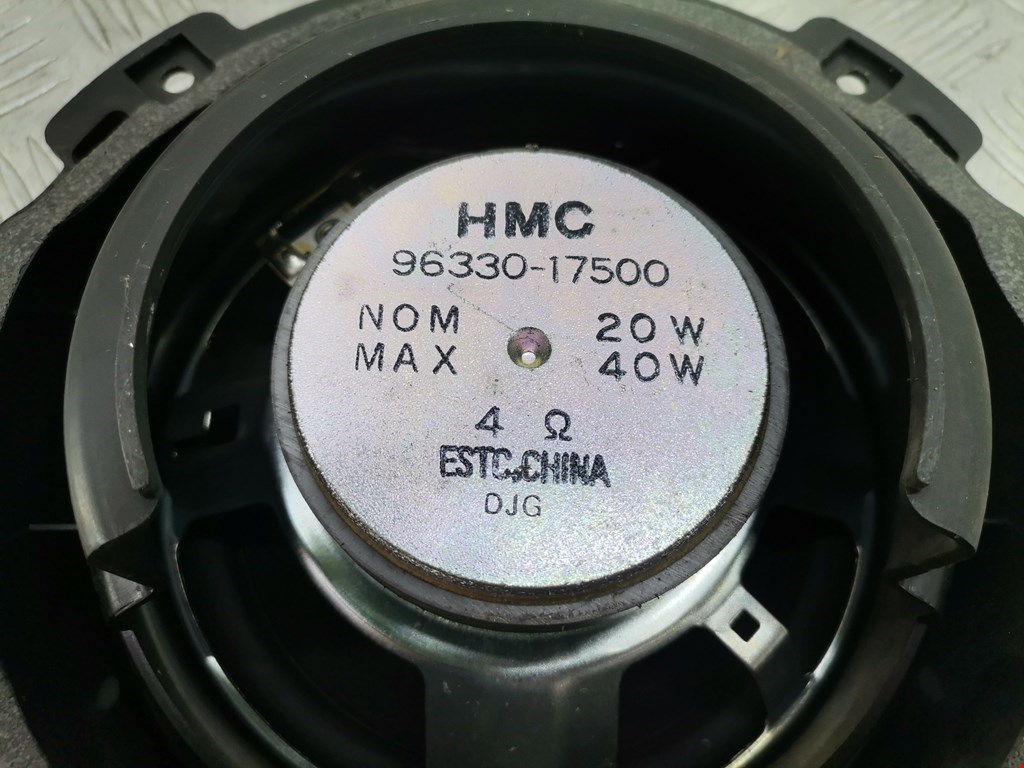 HMC
96330-17500
NOM 20W
MAX 40W
4 Ω
ESTC,CHINA
DJG